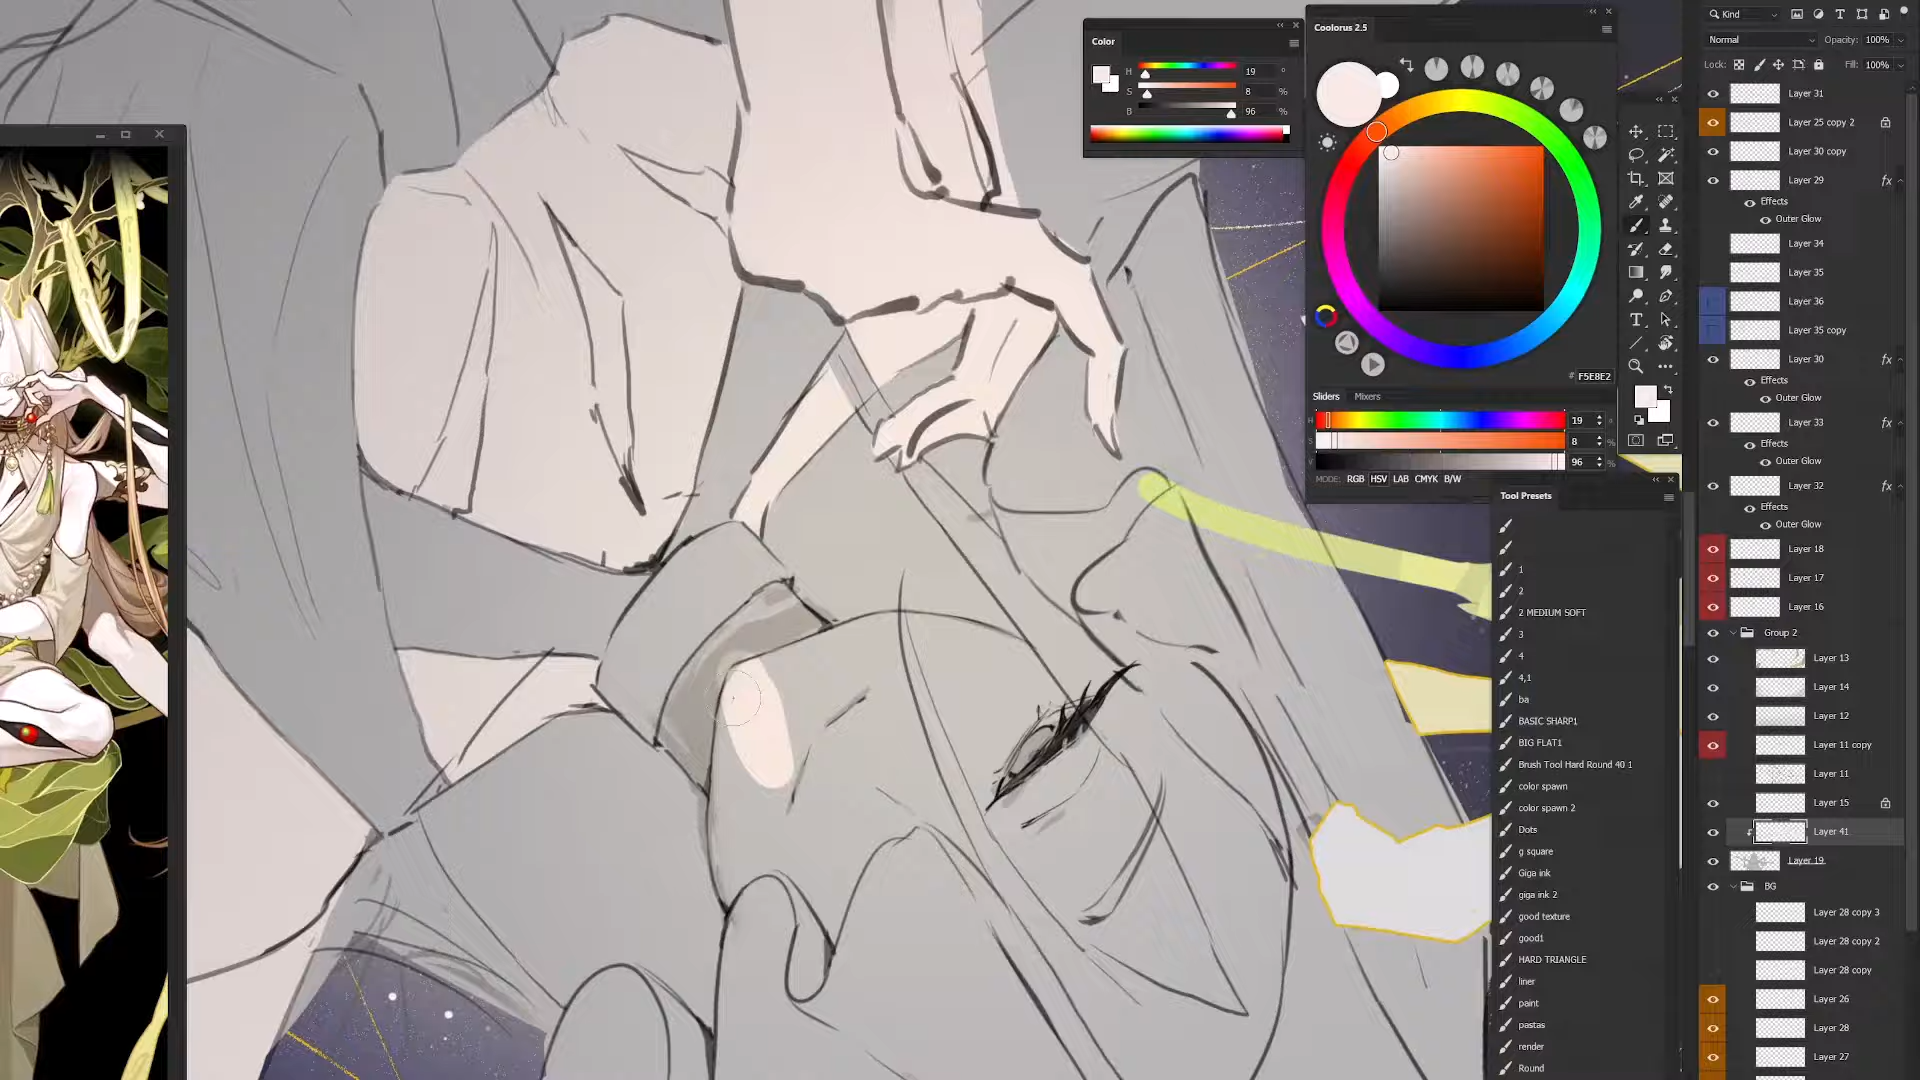 Color
H 19 °
S 8 %
B 96 %
Coolorus 2.5
# F5E8E2
Sliders Mixers
H 19 °
S 8 %
V 96 %
MODE: RGB HSV LAB CMYK B/W
Tool Presets
1
2
2 MEDIUM SOFT
3
4
4,1
ba
BASIC SHARP1
BIG FLAT1
Brush Tool Hard Round 40 1
color spawn
color spawn 2
Dots
g square
Giga ink
giga ink 2
good texture
good1
HARD TRIANGLE
liner
paint
pastas
render
Round
Kind
Normal Opacity: 100%
Lock: Fill: 100%
Layer 31
Layer 25 copy 2
Layer 30 copy
Layer 29 fx
Effects
Outer Glow
Layer 34
Layer 35
Layer 36
Layer 35 copy
Layer 30 fx
Effects
Outer Glow
Layer 33 fx
Effects
Outer Glow
Layer 32 fx
Effects
Outer Glow
Layer 18
Layer 17
Layer 16
Group 2
Layer 13
Layer 14
Layer 12
Layer 11 copy
Layer 11
Layer 15
Layer 41
Layer 19
BG
Layer 28 copy 3
Layer 28 copy 2
Layer 28 copy
Layer 26
Layer 28
Layer 27